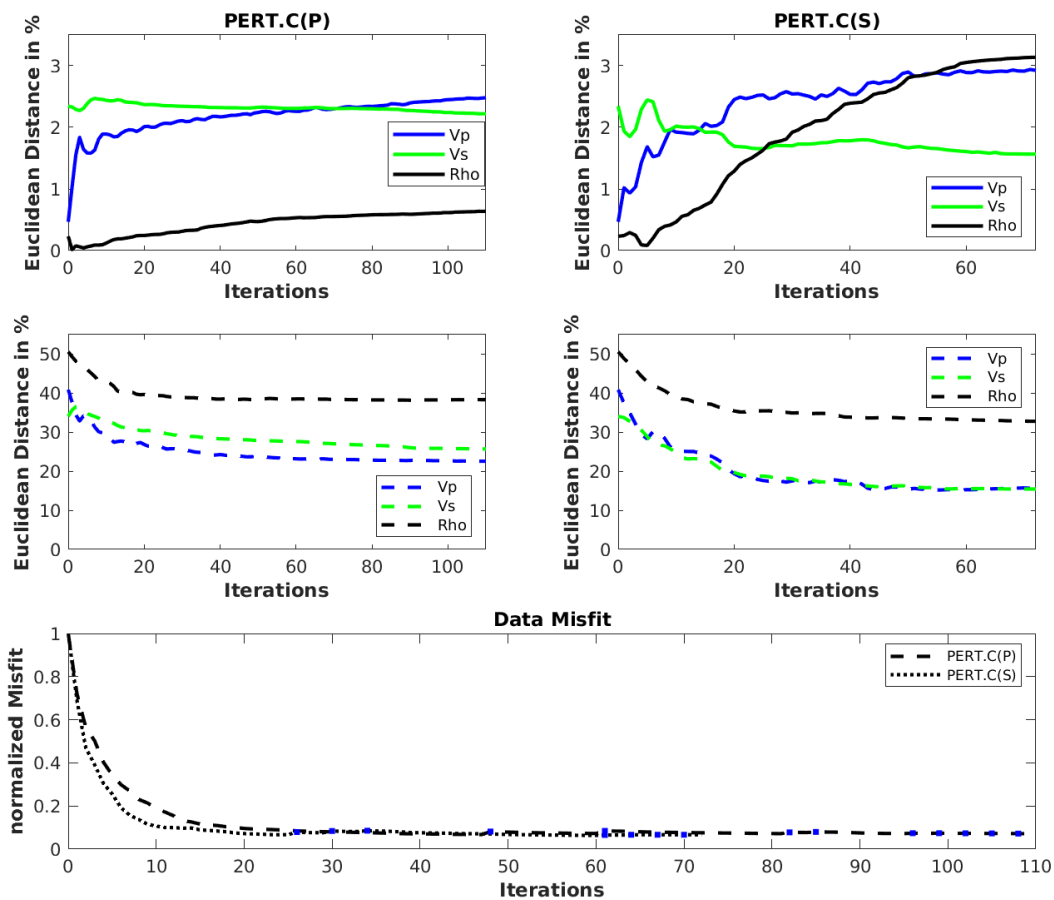 PERT.C(P)
Euclidean Distance in %
3
2
1
0
Vp
Vs
Rho
0 20 40 60 80 100
Iterations
PERT.C(S)
Euclidean Distance in %
3
2
1
0
Vp
Vs
Rho
0 20 40 60
Iterations
Euclidean Distance in %
50
40
30
20
10
0
Vp
Vs
Rho
0 20 40 60 80 100
Iterations
Euclidean Distance in %
50
40
30
20
10
0
Vp
Vs
Rho
0 20 40 60
Iterations
Data Misfit
normalized Misfit
1
0.8
0.6
0.4
0.2
0
PERT.C(P)
PERT.C(S)
0 10 20 30 40 50 60 70 80 90 100 110
Iterations